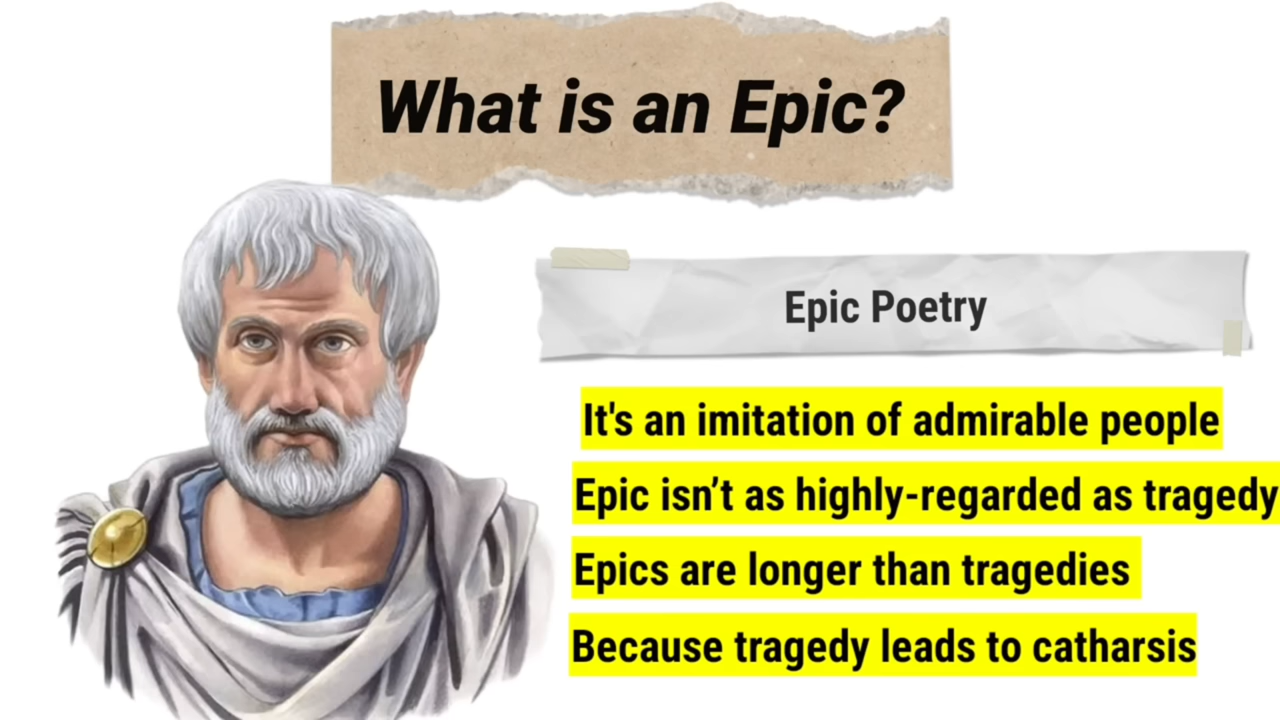 What is an Epic?
Epic Poetry
It's an imitation of admirable people
Epic isn’t as highly-regarded as tragedy
Epics are longer than tragedies
Because tragedy leads to catharsis